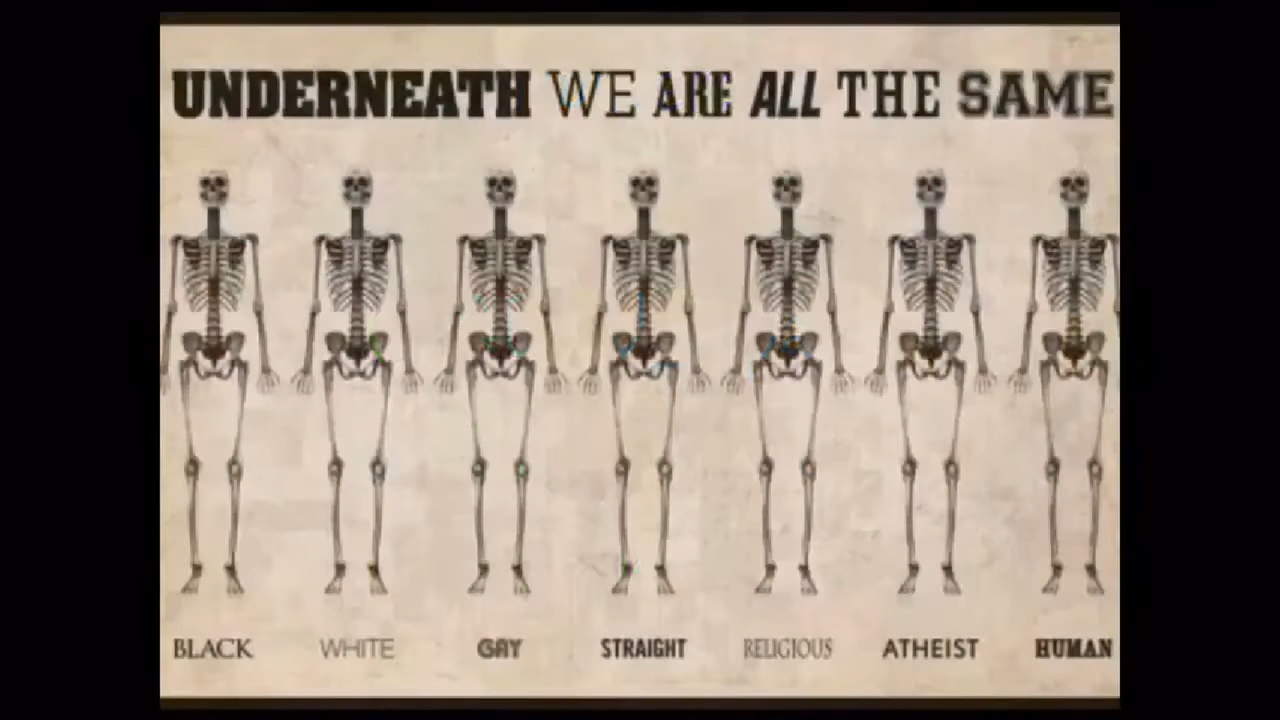 UNDERNEATH WE ARE ALL THE SAME
BLACK WHITE GAY STRAIGHT RELIGIOUS ATHEIST HUMAN